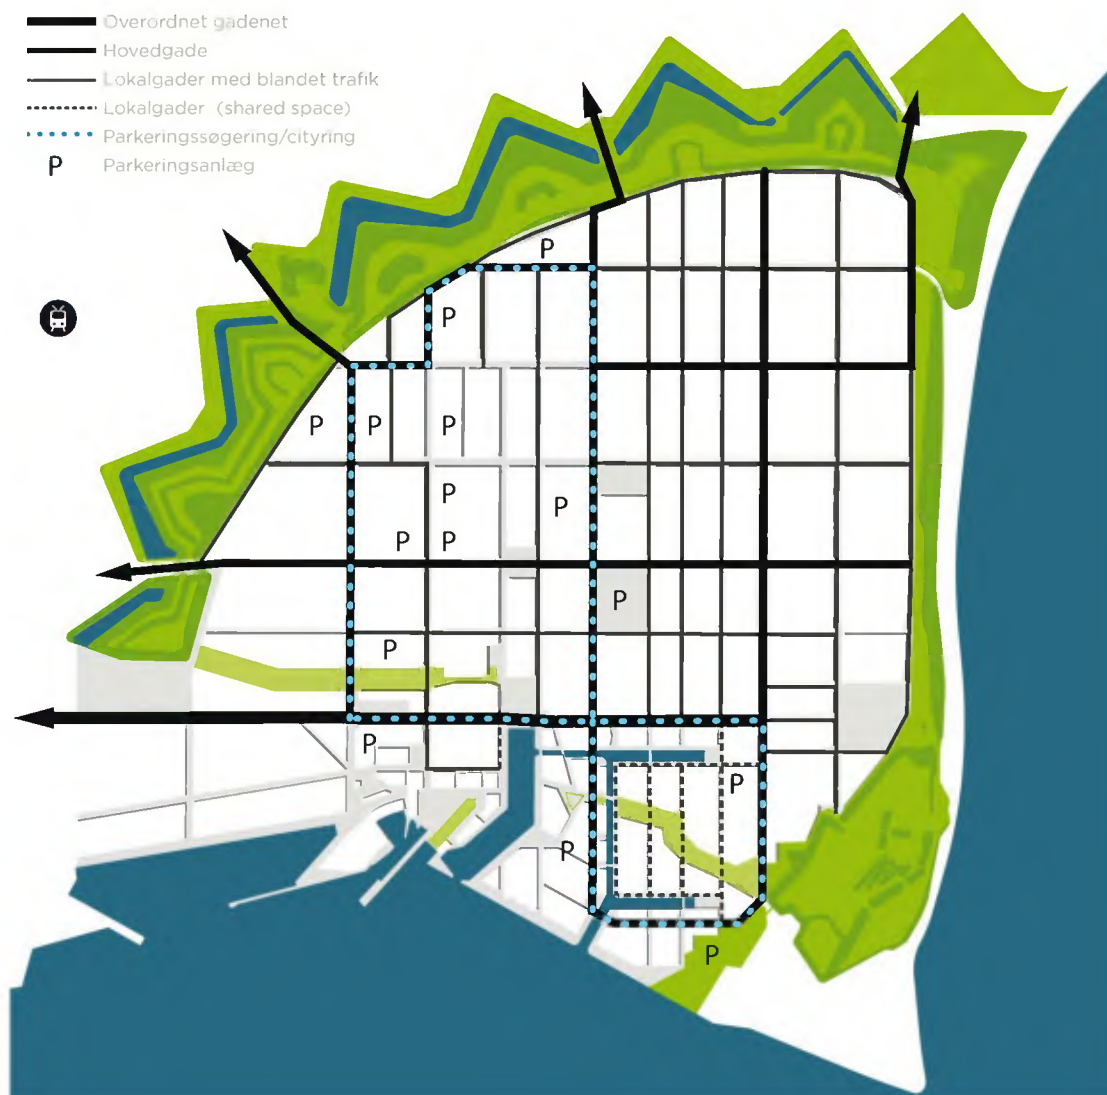 Overordnet gadenet
Hovedgade
Lokalgader med blandet trafik
Lokalgader (shared space)
Parkeringssøgering/cityring
P Parkeringsanlæg
P
P
P P P
P P
P P
P
P
P
P
P
P